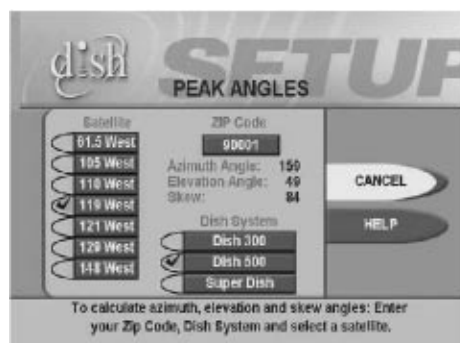 dish
SETUP
PEAK ANGLES
Satellite
61.5 West
105 West
110 West
119 West
121 West
129 West
148 West
ZIP Code
90001
Azimuth Angle: 159
Elevation Angle: 49
Skew: 84
Dish System
Dish 300
Dish 500
Super Dish
CANCEL
HELP
To calculate azimuth, elevation and skew angles: Enter
your Zip Code, Dish System and select a satellite.